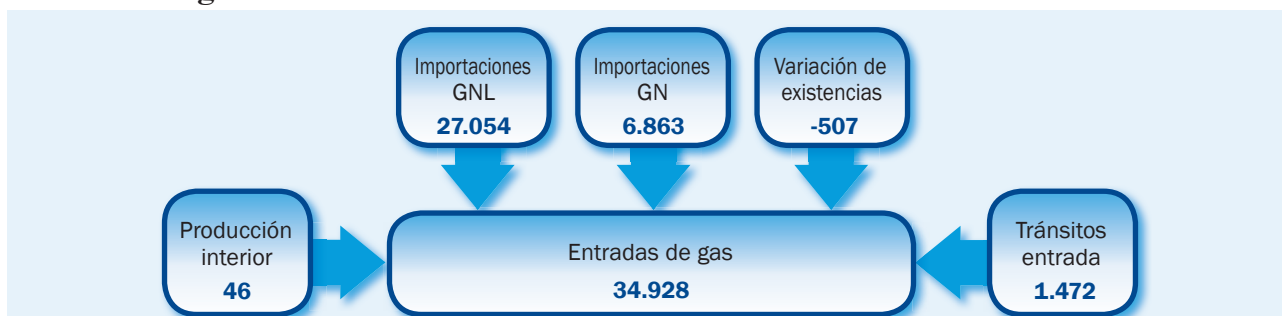 Importaciones
GNL
27.054
Importaciones
GN
6.863
Variación de
existencias
-507
Producción
interior
46
Entradas de gas
34.928
Tránsitos
entrada
1.472